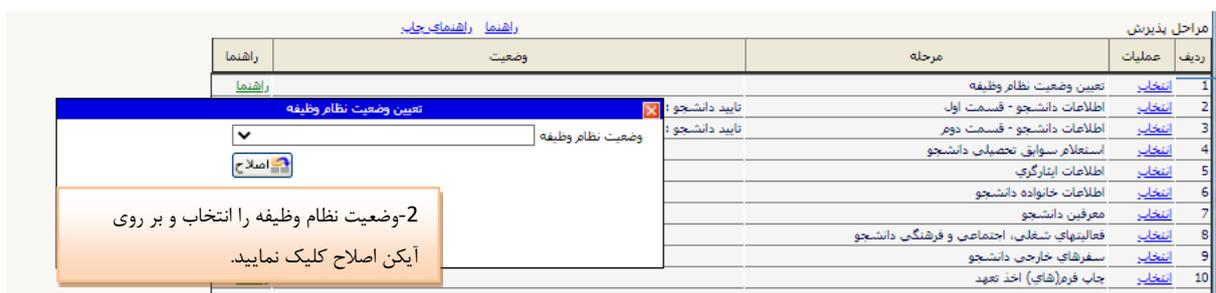 مراحل پذیرش
راهنما راهنمای چاپ
ردیف عملیات مرحله وضعیت راهنما
1 انتخاب تعیین وضعیت نظام وظیفه راهنما
2 انتخاب اطلاعات دانشجو - قسمت اول تایید دانشجو :
3 انتخاب اطلاعات دانشجو - قسمت دوم تایید دانشجو :
4 انتخاب استعلام سوابق تحصیلی دانشجو
5 انتخاب اطلاعات ایثارگری
6 انتخاب اطلاعات خانواده دانشجو
7 انتخاب معرفین دانشجو
8 انتخاب فعالیتهای شغلی، اجتماعی و فرهنگی دانشجو
9 انتخاب سفرهای خارجی دانشجو
10 انتخاب چاپ فرم(های) اخذ تعهد
تعیین وضعیت نظام وظیفه
وضعیت نظام وظیفه
اصلاح
2-وضعیت نظام وظیفه را انتخاب و بر روی
آیکن اصلاح کلیک نمایید.